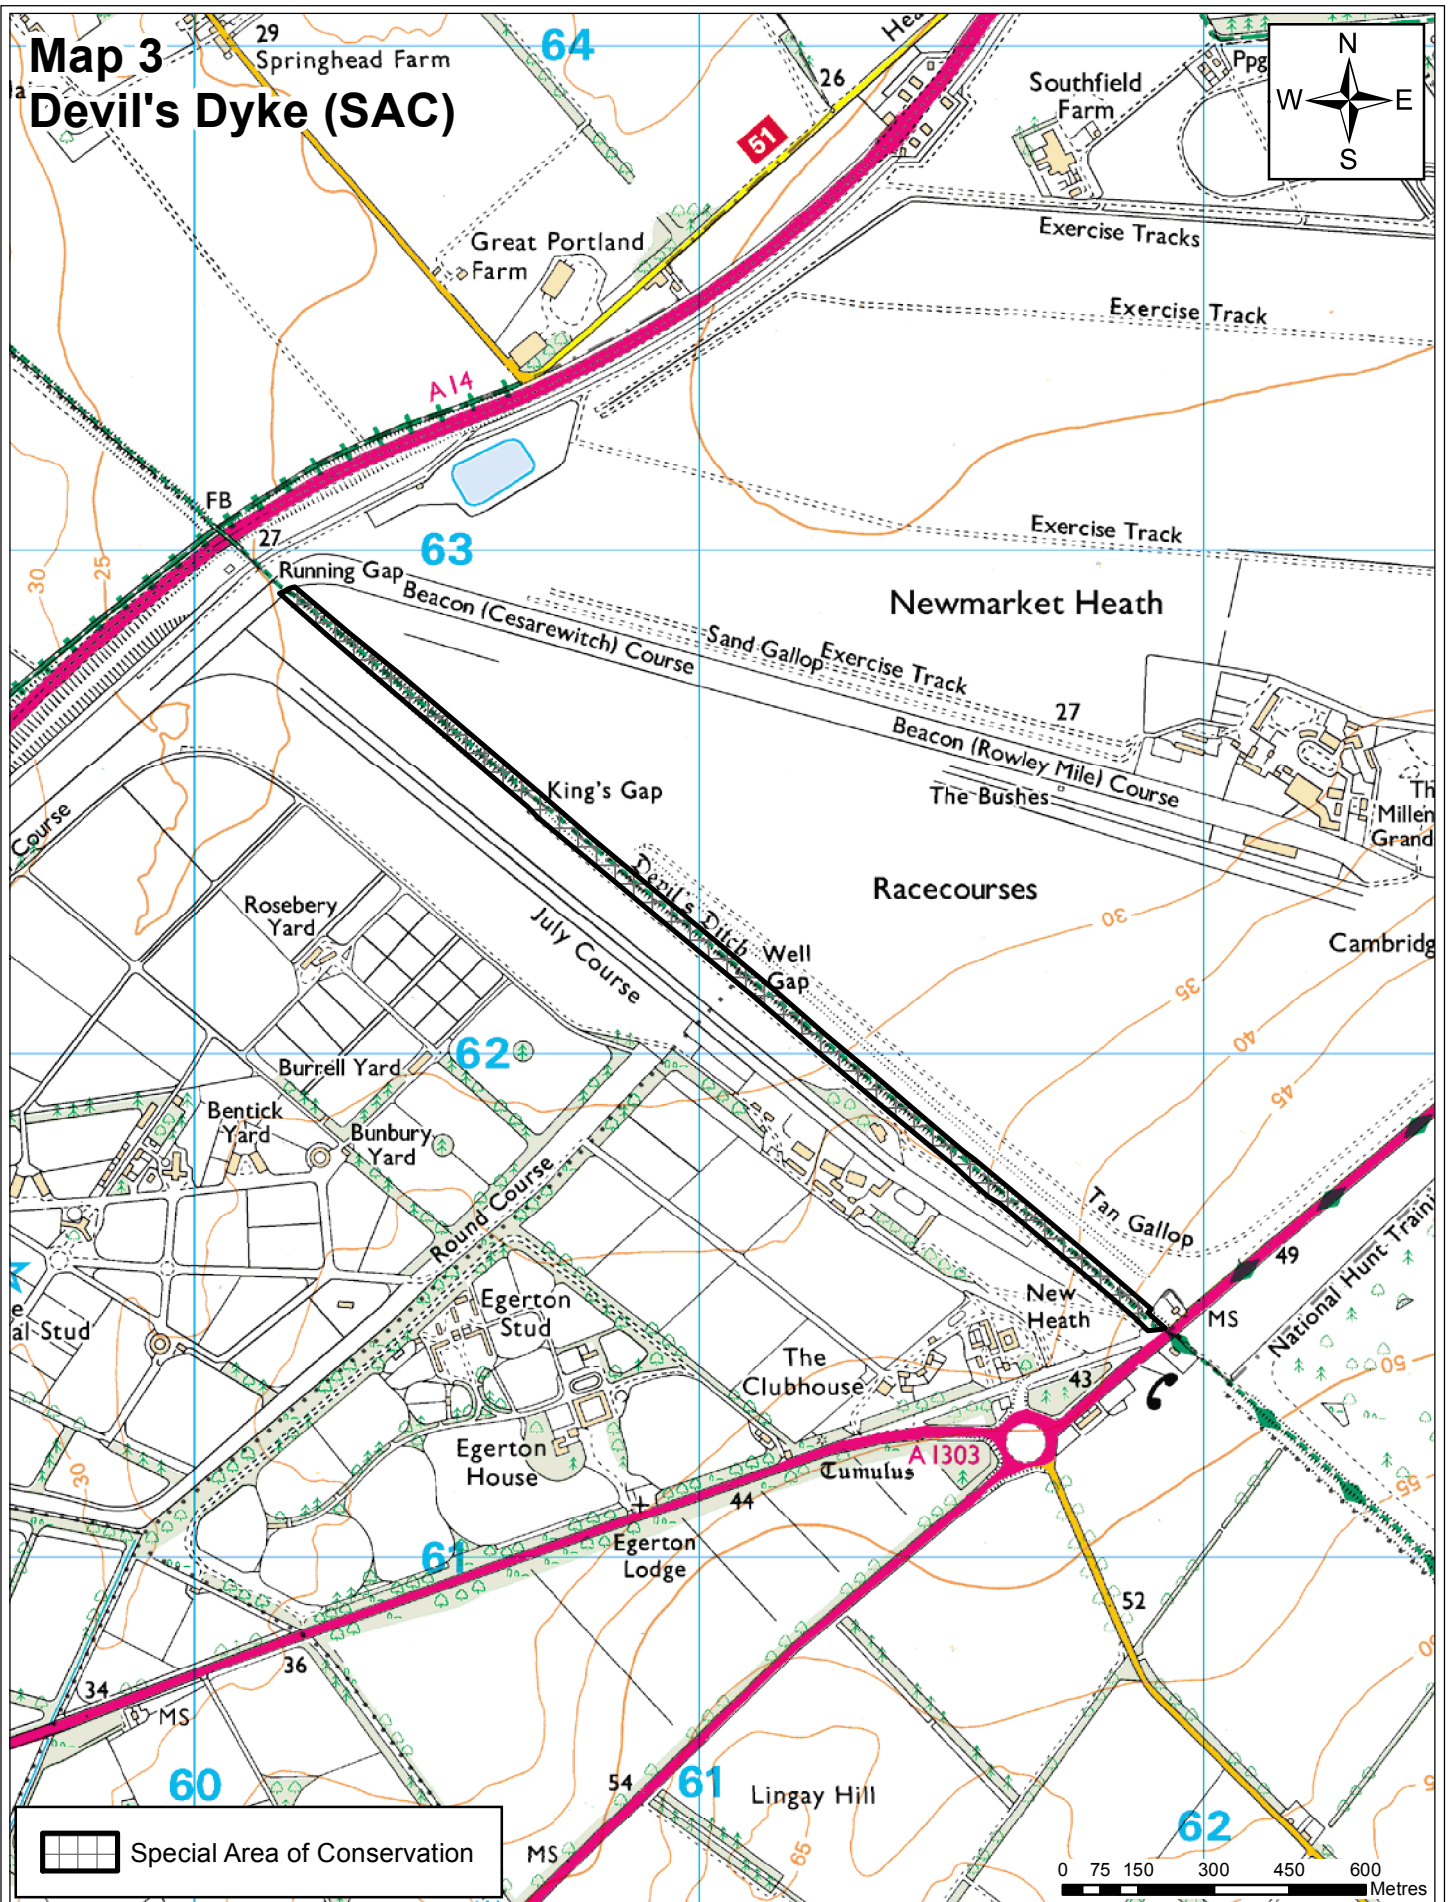 Map 3
Devil's Dyke (SAC)
29
Springhead Farm
64
26
51
Southfield
Farm
N
W
E
S
Exercise Tracks
Great Portland
Farm
Exercise Track
A 14
FB
27
63
Exercise Track
30
25
Running Gap
Beacon (Cesarewitch) Course
Newmarket Heath
Sand Gallop
Exercise Track
27
Beacon (Rowley Mile) Course
The Bushes
King's Gap
Course
Devil's Ditch
Racecourses
30
Rosebery
Yard
July Course
Well
Gap
35
40
45
Burrell Yard
62
Bentick
Yard
Bunbury
Yard
Round Course
Tan Gallop
49
National Hunt Traini
MS
New
Heath
Egerton
Stud
al Stud
The
Clubhouse
43
50
Egerton
House
A 1303
Tumulus
30
44
55
61
Egerton
Lodge
52
36
34
MS
60
54
61
Lingay Hill
62
65
MS
Special Area of Conservation
0 75 150 300 450 600
Metres